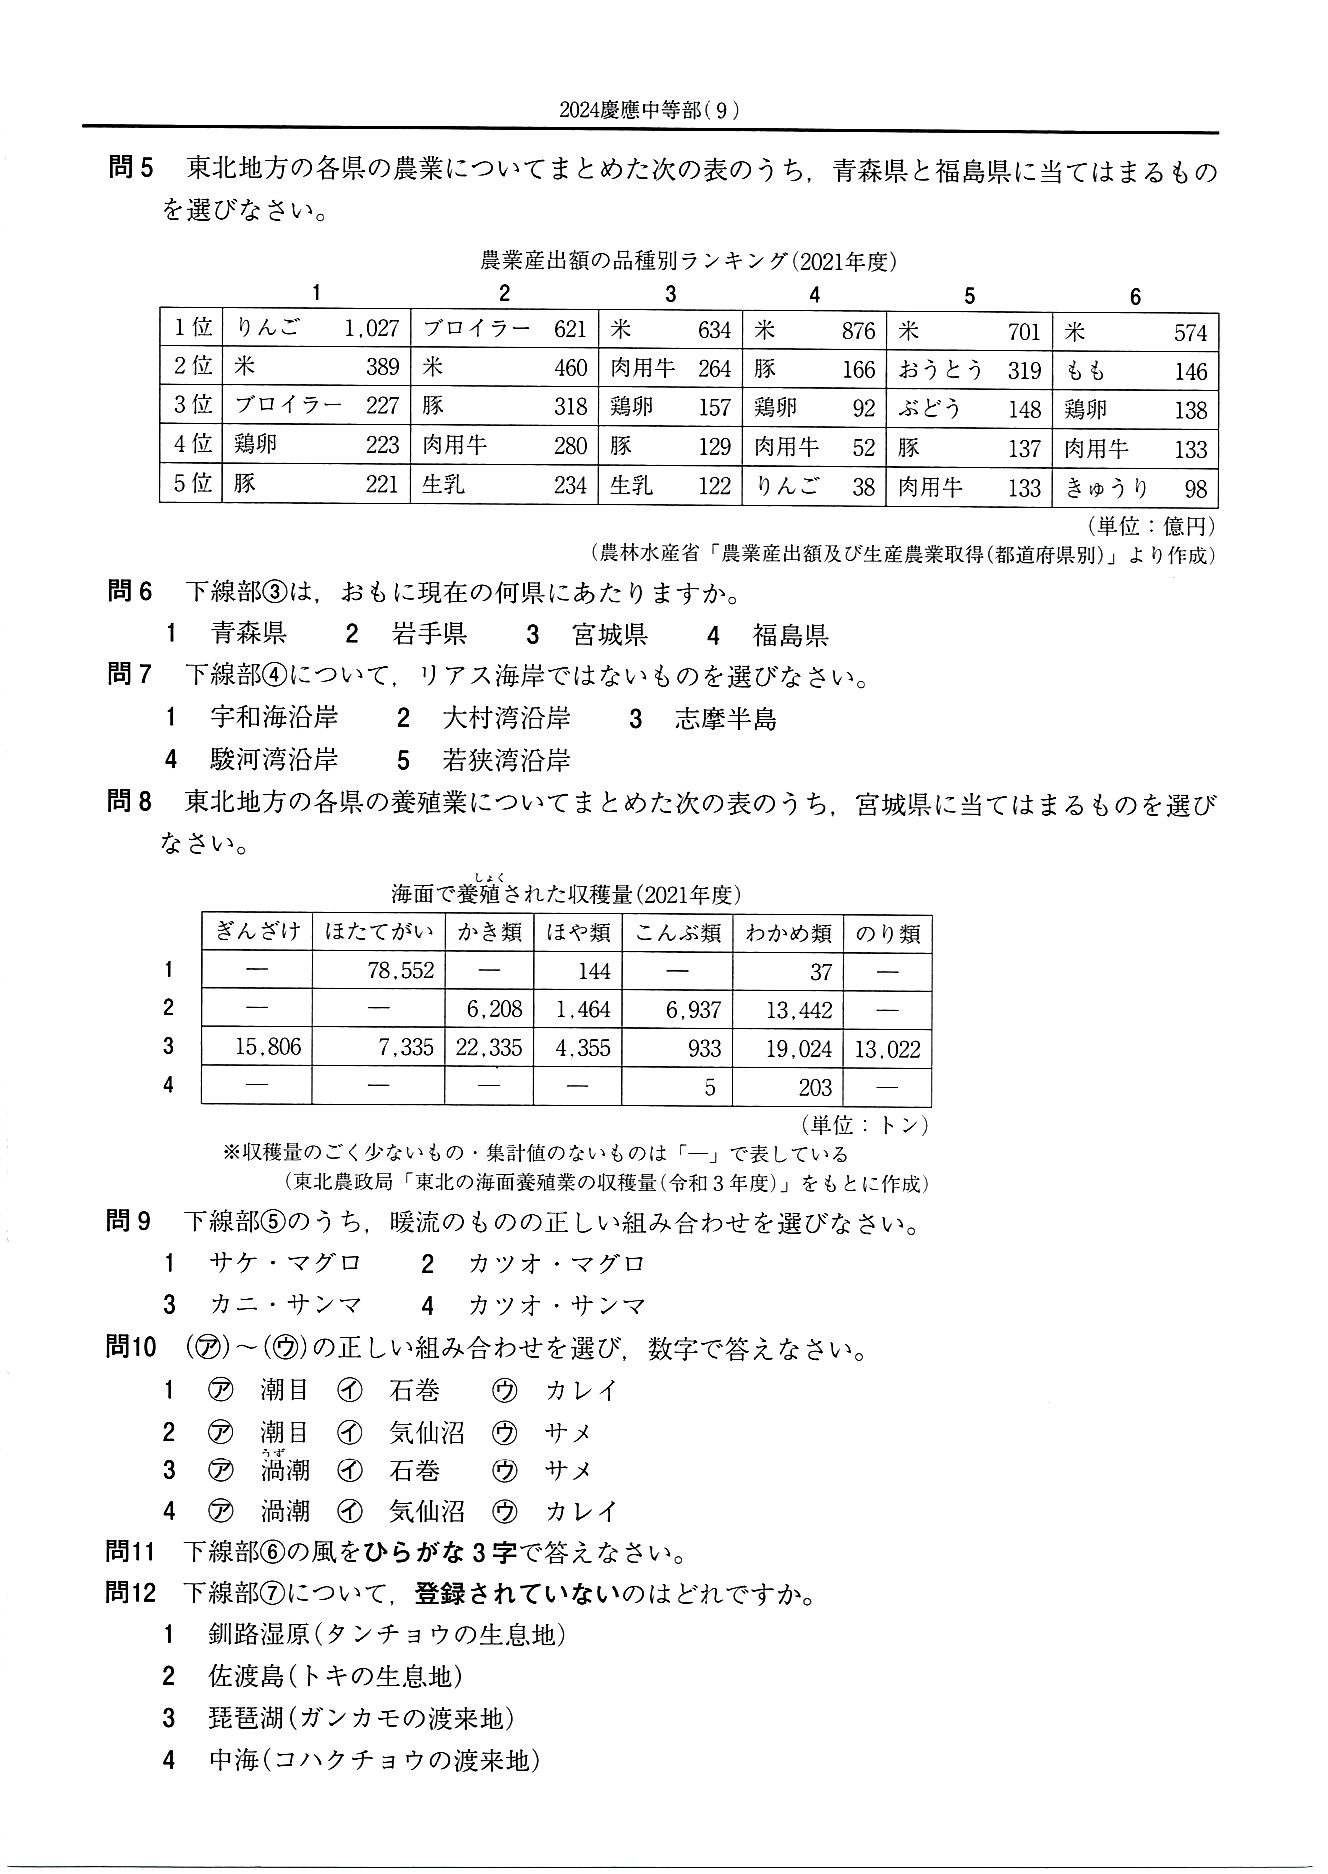 2024慶應中等部(9)
問5 東北地方の各県の農業についてまとめた次の表のうち，青森県と福島県に当てはまるもの
を選びなさい。
農業産出額の品種別ランキング(2021年度)
1 2 3 4 5 6
1位 りんご 1,027 ブロイラー 621 米 634 米 876 米 701 米 574
2位 米 389 米 460 肉用牛 264 豚 166 おうとう 319 もも 146
3位 ブロイラー 227 豚 318 鶏卵 157 鶏卵 92 ぶどう 148 鶏卵 138
4位 鶏卵 223 肉用牛 280 豚 129 肉用牛 52 豚 137 肉用牛 133
5位 豚 221 生乳 234 生乳 122 りんご 38 肉用牛 133 きゅうり 98
(単位：億円)
(農林水産省「農業産出額及び生産農業取得(都道府県別)」より作成)
問6 下線部③は，おもに現在の何県にあたりますか。
1 青森県 2 岩手県 3 宮城県 4 福島県
問7 下線部④について，リアス海岸ではないものを選びなさい。
1 宇和海沿岸 2 大村湾沿岸 3 志摩半島
4 駿河湾沿岸 5 若狭湾沿岸
問8 東北地方の各県の養殖業についてまとめた次の表のうち，宮城県に当てはまるものを選び
なさい。
しょく
海面で養殖された収穫量(2021年度)
ぎんざけ ほたてがい かき類 ほや類 こんぶ類 わかめ類 のり類
1 ― 78,552 ― 144 ― 37 ―
2 ― ― 6,208 1,464 6,937 13,442 ―
3 15,806 7,335 22,335 4,355 933 19,024 13,022
4 ― ― ― ― 5 203 ―
(単位：トン)
※収穫量のごく少ないもの・集計値のないものは「―」で表している
(東北農政局「東北の海面養殖業の収穫量(令和3年度)」をもとに作成)
問9 下線部⑤のうち，暖流のものの正しい組み合わせを選びなさい。
1 サケ・マグロ 2 カツオ・マグロ
3 カニ・サンマ 4 カツオ・サンマ
問10 (㋐)～(㋒)の正しい組み合わせを選び，数字で答えなさい。
1 ㋐ 潮目 ㋑ 石巻 ㋒ カレイ
2 ㋐ 潮目 ㋑ 気仙沼 ㋒ サメ
うず
3 ㋐ 渦潮 ㋑ 石巻 ㋒ サメ
4 ㋐ 渦潮 ㋑ 気仙沼 ㋒ カレイ
問11 下線部⑥の風をひらがな3字で答えなさい。
問12 下線部⑦について，登録されていないのはどれですか。
1 釧路湿原(タンチョウの生息地)
2 佐渡島(トキの生息地)
3 琵琶湖(ガンカモの渡来地)
4 中海(コハクチョウの渡来地)